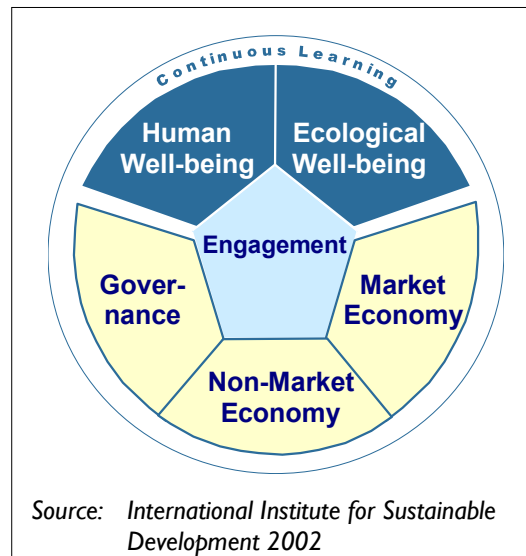 Continuous Learning
Human
Well-being
Ecological
Well-being
Engagement
Gover-
nance
Market
Economy
Non-Market
Economy
Source: International Institute for Sustainable
Development 2002